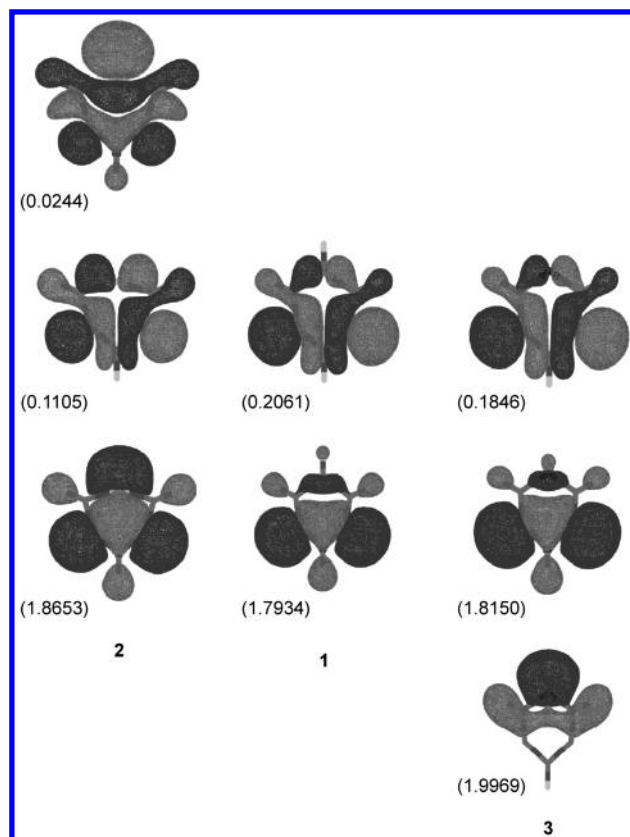 (0.0244)
(0.1105) (0.2061) (0.1846)
(1.8653) (1.7934) (1.8150)
2 1
(1.9969)
3